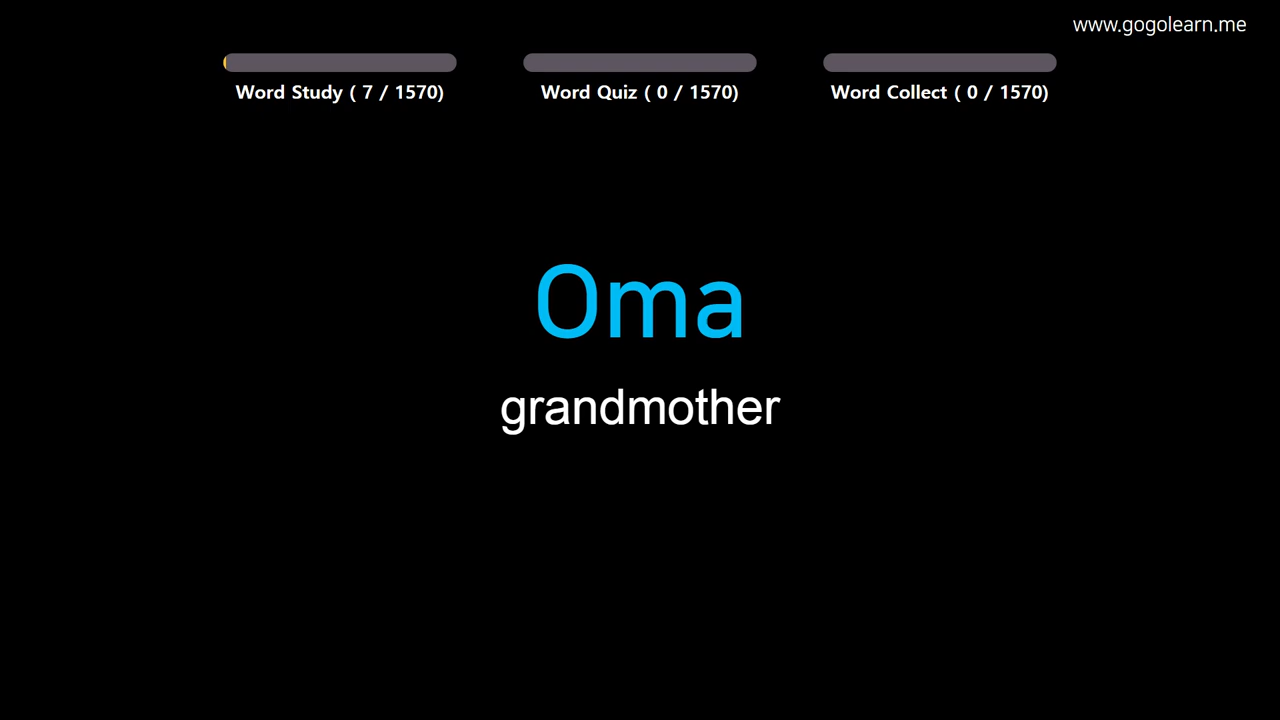 www.gogolearn.me
Word Study ( 7 / 1570)
Word Quiz ( 0 / 1570)
Word Collect ( 0 / 1570)
Oma
grandmother